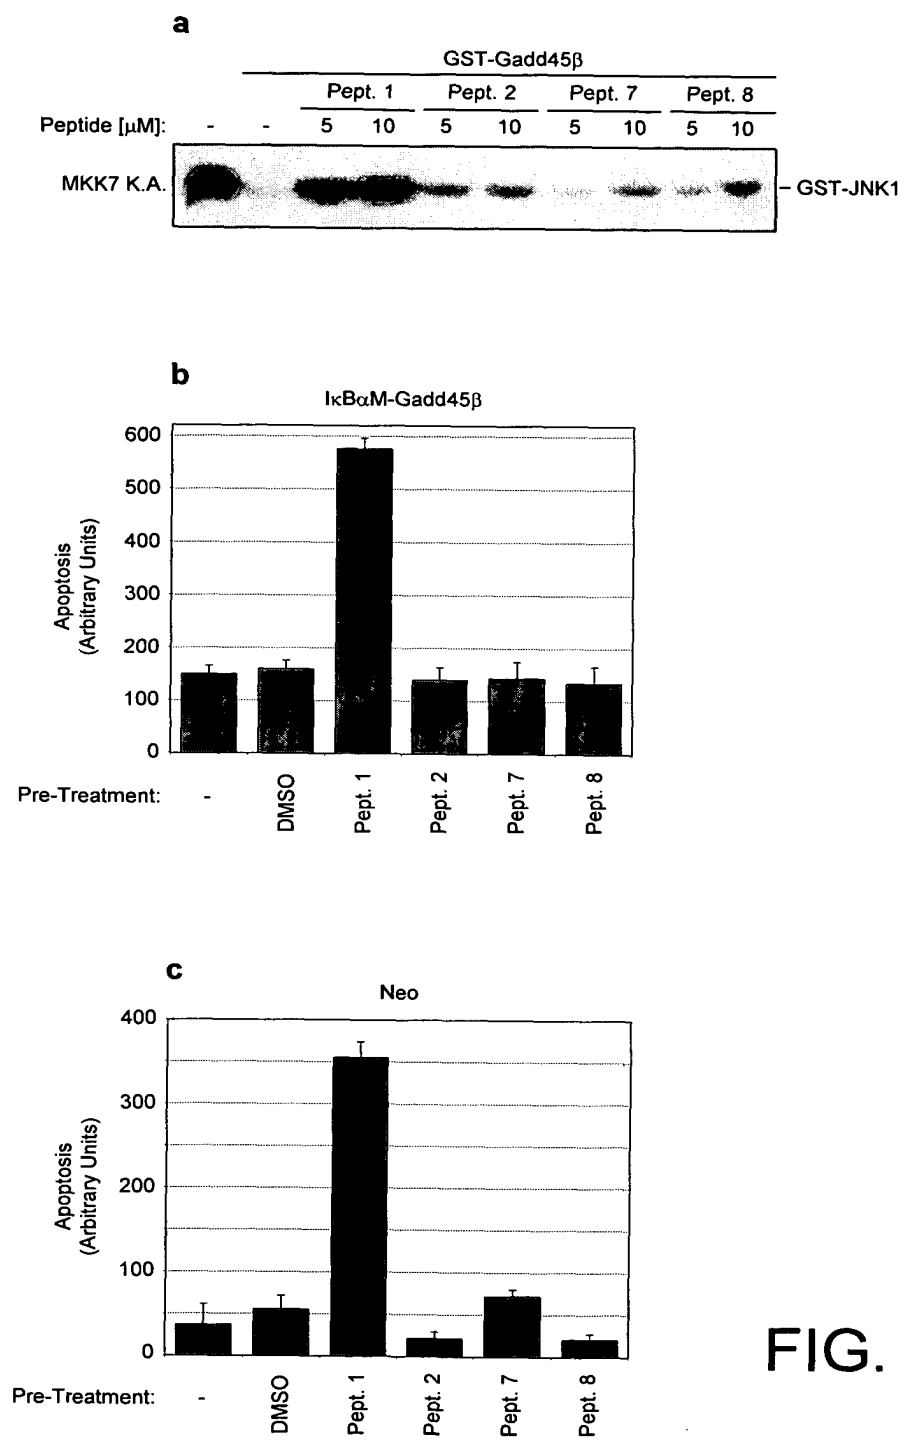 a
GST-Gadd45β
Pept. 1 Pept. 2 Pept. 7 Pept. 8
Peptide [μM]: - - 5 10 5 10 5 10 5 10
MKK7 K.A. – GST-JNK1
b
IκBαM-Gadd45β
600
500
400
300
200
100
0
Apoptosis
(Arbitrary Units)
Pre-Treatment: - DMSO Pept. 1 Pept. 2 Pept. 7 Pept. 8
c
Neo
400
300
200
100
0
Apoptosis
(Arbitrary Units)
Pre-Treatment: - DMSO Pept. 1 Pept. 2 Pept. 7 Pept. 8
FIG.